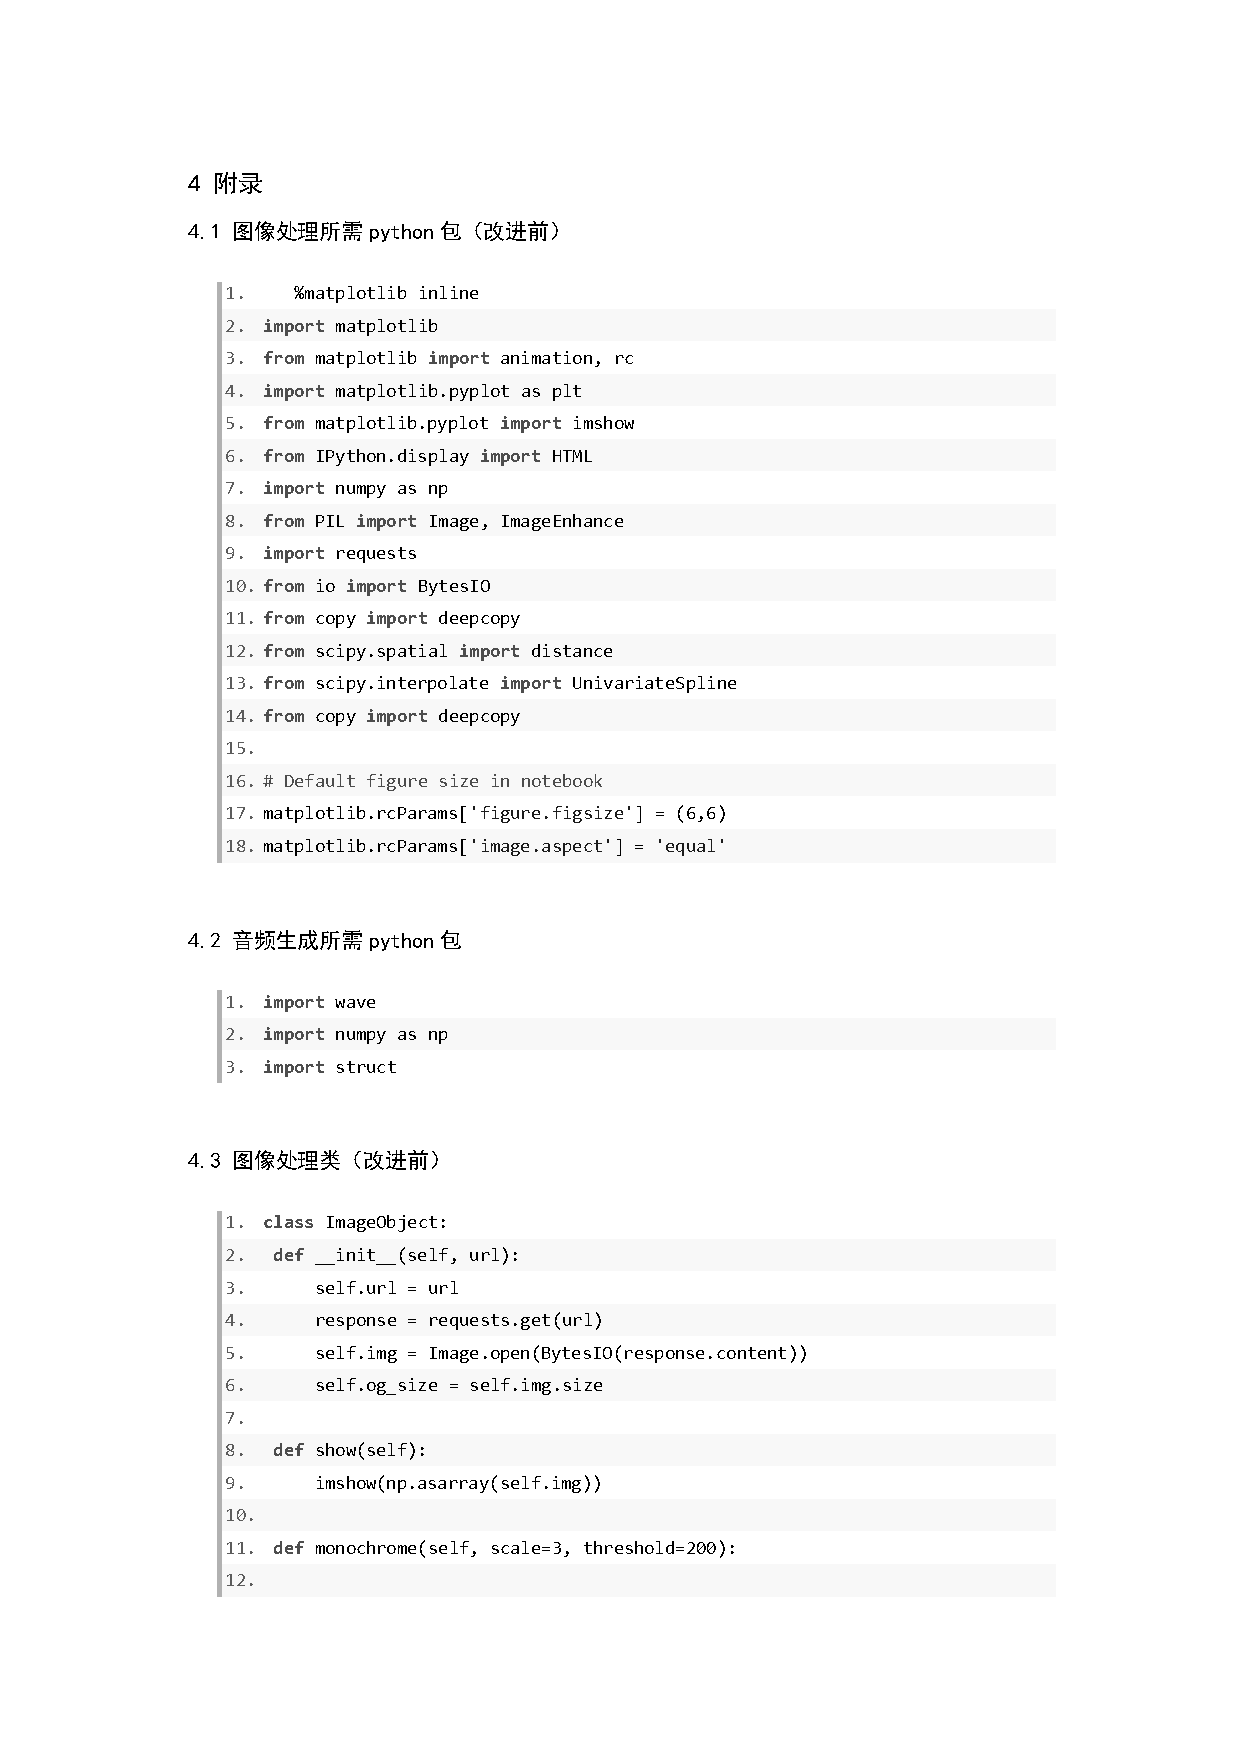 4 附录
4.1 图像处理所需 python 包（改进前）
1.    %matplotlib inline
2. import matplotlib
3. from matplotlib import animation, rc
4. import matplotlib.pyplot as plt
5. from matplotlib.pyplot import imshow
6. from IPython.display import HTML
7. import numpy as np
8. from PIL import Image, ImageEnhance
9. import requests
10. from io import BytesIO
11. from copy import deepcopy
12. from scipy.spatial import distance
13. from scipy.interpolate import UnivariateSpline
14. from copy import deepcopy
15.
16. # Default figure size in notebook
17. matplotlib.rcParams['figure.figsize'] = (6,6)
18. matplotlib.rcParams['image.aspect'] = 'equal'
4.2 音频生成所需 python 包
1. import wave
2. import numpy as np
3. import struct
4.3 图像处理类（改进前）
1. class ImageObject:
2.  def __init__(self, url):
3.      self.url = url
4.      response = requests.get(url)
5.      self.img = Image.open(BytesIO(response.content))
6.      self.og_size = self.img.size
7.
8.  def show(self):
9.      imshow(np.asarray(self.img))
10.
11.  def monochrome(self, scale=3, threshold=200):
12.